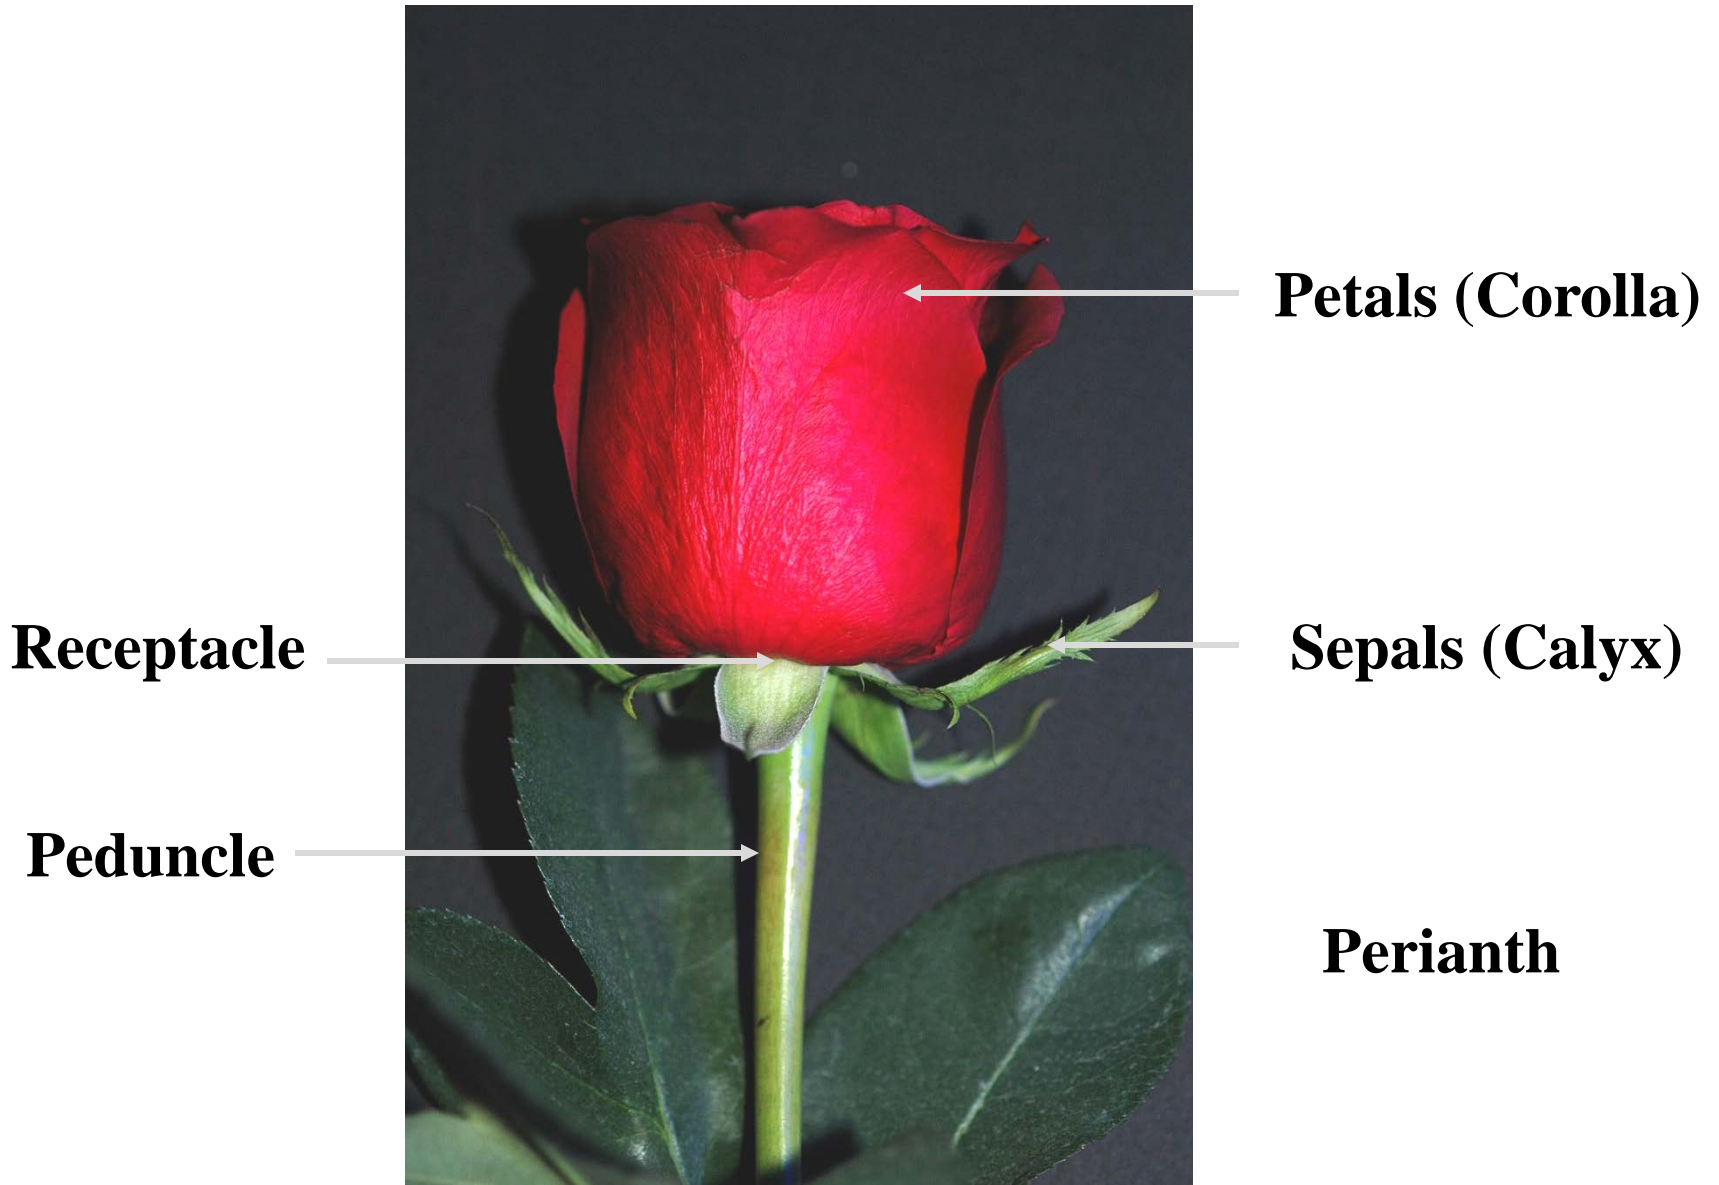 Petals (Corolla)
Receptacle
Sepals (Calyx)
Peduncle
Perianth